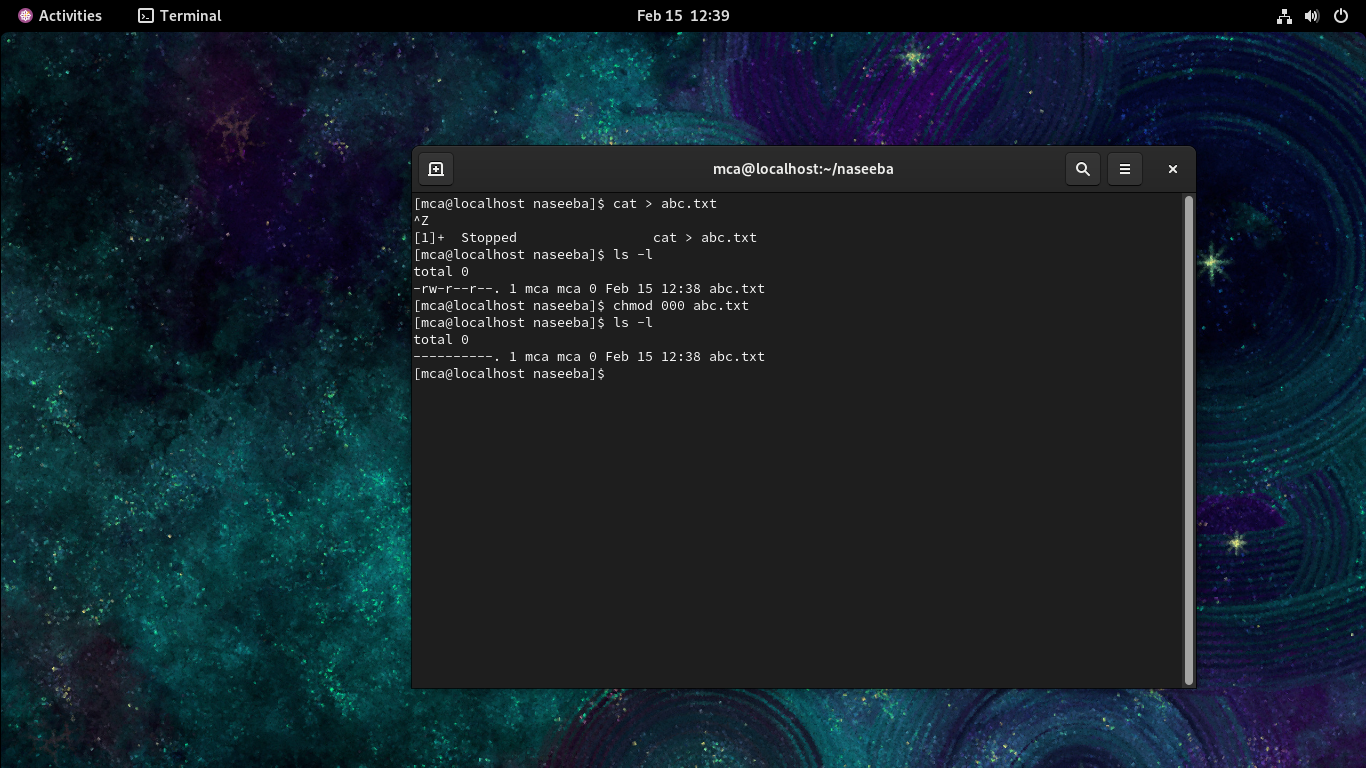 Activities Terminal Feb 15 12:39
mca@localhost:~/naseeba
[mca@localhost naseeba]$ cat > abc.txt
^Z
[1]+  Stopped                 cat > abc.txt
[mca@localhost naseeba]$ ls -l
total 0
-rw-r--r--. 1 mca mca 0 Feb 15 12:38 abc.txt
[mca@localhost naseeba]$ chmod 000 abc.txt
[mca@localhost naseeba]$ ls -l
total 0
----------. 1 mca mca 0 Feb 15 12:38 abc.txt
[mca@localhost naseeba]$